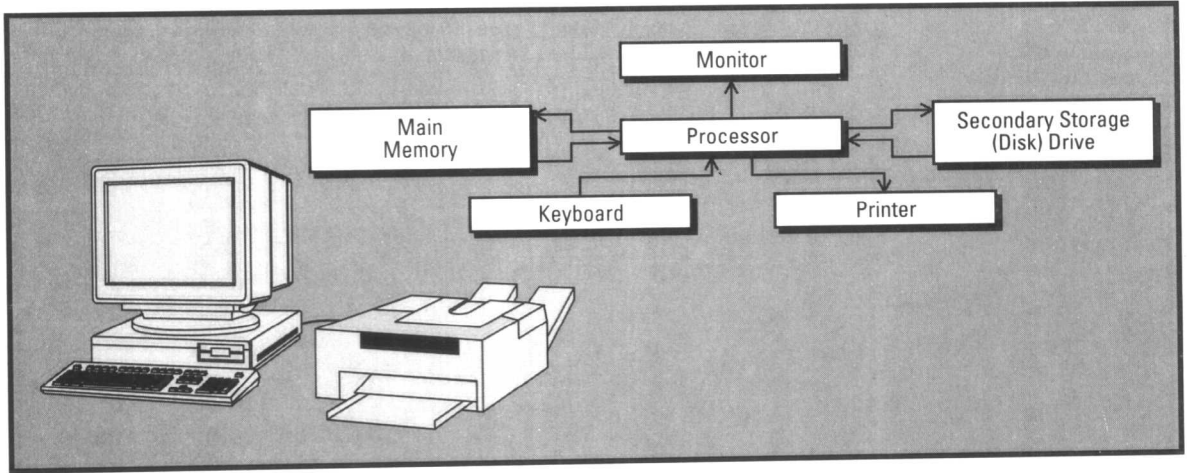 Monitor
Main
Memory
Processor
Secondary Storage
(Disk) Drive
Keyboard
Printer